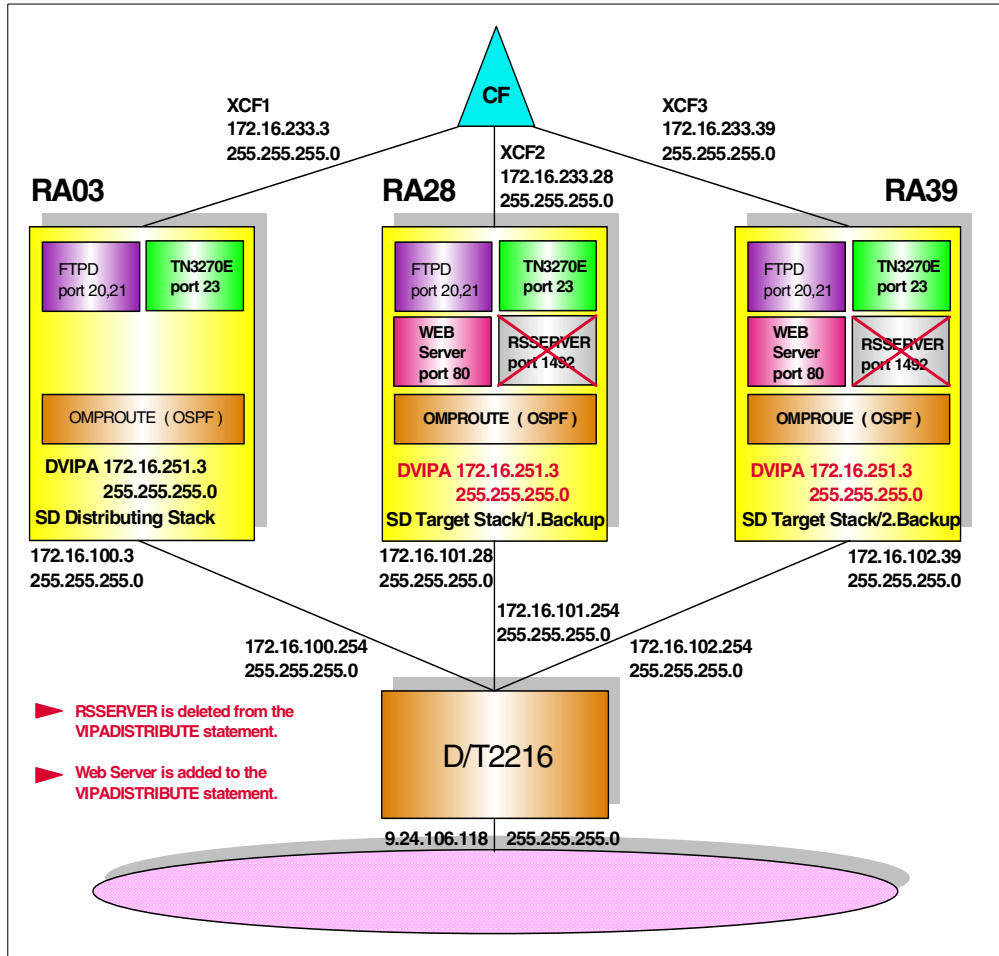 CF
XCF1
172.16.233.3
255.255.255.0
XCF2
172.16.233.28
255.255.255.0
XCF3
172.16.233.39
255.255.255.0
RA03
FTPD
port 20,21
TN3270E
port 23
OMPROUTE ( OSPF )
DVIPA 172.16.251.3
255.255.255.0
SD Distributing Stack
172.16.100.3
255.255.255.0
RA28
FTPD
port 20,21
TN3270E
port 23
WEB
Server
port 80
RSSERVER
port 1492
OMPROUTE ( OSPF )
DVIPA 172.16.251.3
255.255.255.0
SD Target Stack/1.Backup
172.16.101.28
255.255.255.0
RA39
FTPD
port 20,21
TN3270E
port 23
WEB
Server
port 80
RSSERVER
port 1492
OMPROUE ( OSPF )
DVIPA 172.16.251.3
255.255.255.0
SD Target Stack/2.Backup
172.16.102.39
255.255.255.0
172.16.100.254
255.255.255.0
172.16.101.254
255.255.255.0
172.16.102.254
255.255.255.0
RSSERVER is deleted from the
VIPADISTRIBUTE statement.
Web Server is added to the
VIPADISTRIBUTE statement.
D/T2216
9.24.106.118 255.255.255.0